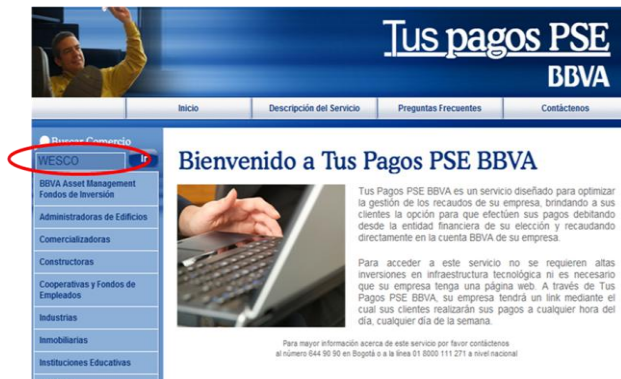 Tus pagos PSE
BBVA
Inicio
Descripción del Servicio
Preguntas Frecuentes
Contáctenos
Buscar Comercio
WESCO
Ir
BBVA Asset Management
Fondos de Inversión
Administradoras de Edificios
Comercializadoras
Constructoras
Cooperativas y Fondos de
Empleados
Industrias
Inmobiliarias
Instituciones Educativas
Bienvenido a Tus Pagos PSE BBVA
Tus Pagos PSE BBVA es un servicio diseñado para optimizar
la gestión de los recaudos de su empresa, brindando a sus
clientes la opción para que efectúen sus pagos debitando
desde la entidad financiera de su elección y recaudando
directamente en la cuenta BBVA de su empresa.
Para acceder a este servicio no se requieren altas
inversiones en infraestructura tecnológica ni es necesario
que su empresa tenga una página web. A través de Tus
Pagos PSE BBVA, su empresa tendrá un link mediante el
cual sus clientes realizarán sus pagos a cualquier hora del
día, cualquier día de la semana.
Para mayor información acerca de este servicio por favor contáctenos
al número 644 90 90 en Bogotá o a la línea 01 8000 111 271 a nivel nacional